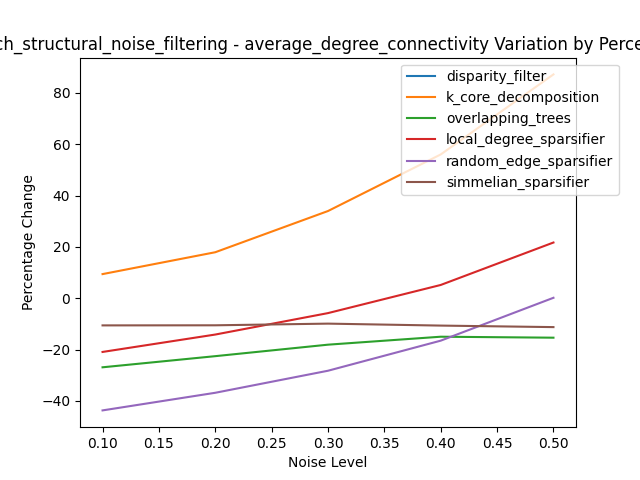 ch_structural_noise_filtering - average_degree_connectivity Variation by Perce
disparity_filter
k_core_decomposition
overlapping_trees
local_degree_sparsifier
random_edge_sparsifier
simmelian_sparsifier
Percentage Change
80
60
40
20
0
−20
−40
0.10 0.15 0.20 0.25 0.30 0.35 0.40 0.45 0.50
Noise Level